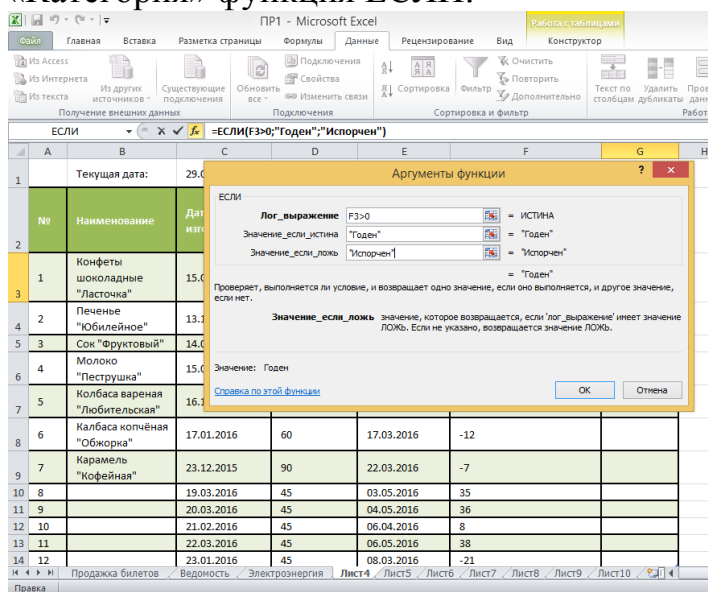 «Категория» функция ЕСЛИ.
ПР1 - Microsoft Excel
Работа с таблицами
Файл Главная Вставка Разметка страницы Формулы Данные Рецензирование Вид Конструктор
Из Access
Из Интернета
Из текста
Из других источников
Существующие подключения
Обновить все
Подключения
Свойства
Изменить связи
Сортировка
Фильтр
Очистить
Повторить
Дополнительно
Текст по столбцам
Удалить дубликаты
Получение внешних данных Подключения Сортировка и фильтр
ЕСЛИ =ЕСЛИ(F3>0;"Годен";"Испорчен")
A B C D E F G H
1 Текущая дата: 29.0
2 № Наименование
3 1 Конфеты шоколадные "Ласточка" 15.0
4 2 Печенье "Юбилейное" 13.1
5 3 Сок "Фруктовый" 14.0
6 4 Молоко "Пеструшка" 15.0
7 5 Колбаса вареная "Любительская" 16.1
8 6 Калбаса копчёная "Обжорка" 17.01.2016 60 17.03.2016 -12
9 7 Карамель "Кофейная" 23.12.2015 90 22.03.2016 -7
10 8 19.03.2016 45 03.05.2016 35
11 9 20.03.2016 45 04.05.2016 36
12 10 21.02.2016 45 06.04.2016 8
13 11 22.03.2016 45 06.05.2016 38
14 12 23.01.2016 45 08.03.2016 -21
Аргументы функции ? ×
ЕСЛИ
Лог_выражение F3>0 = ИСТИНА
Значение_если_истина "Годен" = "Годен"
Значение_если_ложь "Испорчен" = "Испорчен"
= "Годен"
Проверяет, выполняется ли условие, и возвращает одно значение, если оно выполняется, и другое значение,
если нет.
Значение_если_ложь значение, которое возвращается, если 'лог_выражение' имеет значение
ЛОЖЬ. Если не указано, возвращается значение ЛОЖЬ.
Значение: Годен
Справка по этой функции ОК Отмена
Продажка билетов Ведомость Электроэнергия Лист4 Лист5 Лист6 Лист7 Лист8 Лист9 Лист10
Правка